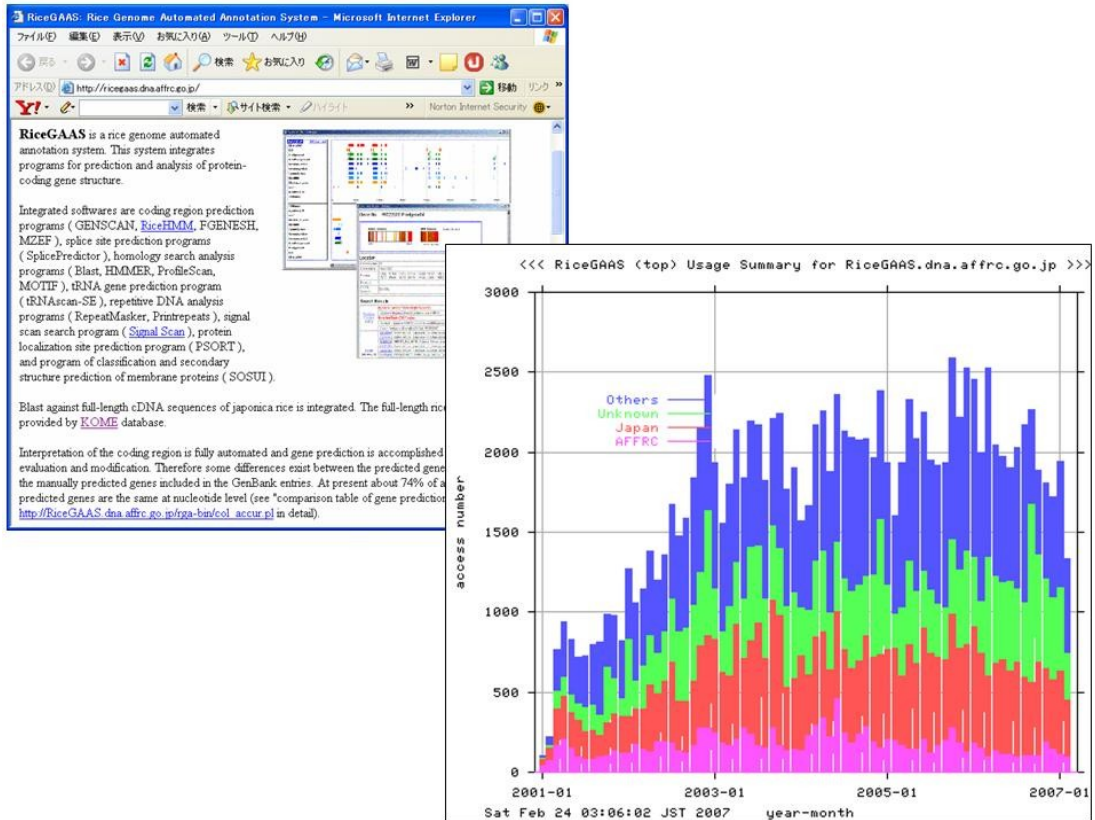 RiceGAAS: Rice Genome Automated Annotation System - Microsoft Internet Explorer
ファイル(F) 編集(E) 表示(V) お気に入り(A) ツール(T) ヘルプ(H)
戻る 検索 お気に入り
アドレス(D) http://ricegaas.dna.affrc.go.jp/ 移動 リンク »
Y! 検索 サイト検索 ハイライト » Norton Internet Security
RiceGAAS is a rice genome automated
annotation system. This system integrates
programs for prediction and analysis of protein-
coding gene structure.
Integrated softwares are coding region prediction
programs ( GENSCAN, RiceHMM, FGENESH,
MZEF ), splice site prediction programs
( SplicePredictor ), homology search analysis
programs ( Blast, HMMER, ProfileScan,
MOTIF ), tRNA gene prediction program
( tRNAscan-SE ), repetitive DNA analysis
programs ( RepeatMasker, Printrepeats ), signal
scan search program ( Signal Scan ), protein
localization site prediction program ( PSORT ),
and program of classification and secondary
structure prediction of membrane proteins ( SOSUI ).
Blast against full-length cDNA sequences of japonica rice is integrated. The full-length rice
provided by KOME database.
Interpretation of the coding region is fully automated and gene prediction is accomplished
evaluation and modification. Therefore some differences exist between the predicted gene
the manually predicted genes included in the GenBank entries. At present about 74% of a
predicted genes are the same at nucleotide level (see "comparison table of gene prediction
http://RiceGAAS.dna.affrc.go.jp/rga-bin/col_accur.pl in detail).
<<< RiceGAAS (top) Usage Summary for RiceGAAS.dna.affrc.go.jp >>>
3000
2500
2000
1500
1000
500
0
access number
Others
Unknown
Japan
AFFRC
2001-01 2003-01 2005-01 2007-01
Sat Feb 24 03:06:02 JST 2007 year-month